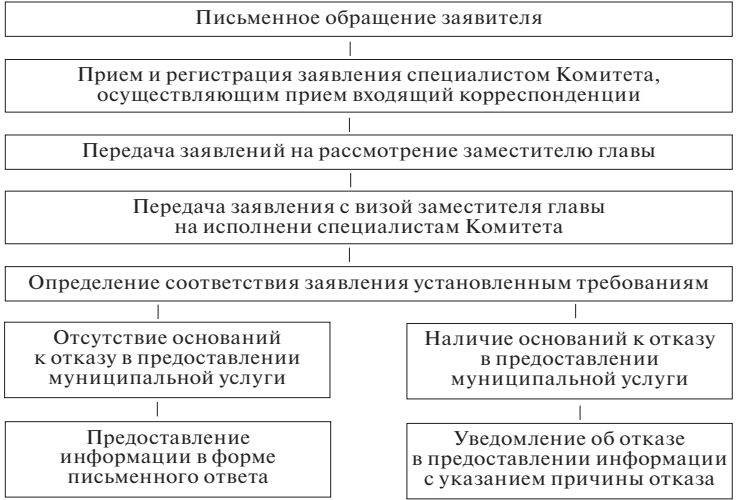 Письменное обращение заявителя
Прием и регистрация заявления специалистом Комитета,
осуществляющим прием входящий корреспонденции
Передача заявлений на рассмотрение заместителю главы
Передача заявления с визой заместителя главы
на исполнени специалистам Комитета
Определение соответствия заявления установленным требованиям
Отсутствие оснований
к отказу в предоставлении
муниципальной услуги
Наличие оснований к отказу
в предоставлении
муниципальной услуги
Предоставление
информации в форме
письменного ответа
Уведомление об отказе
в предоставлении информации
с указанием причины отказа